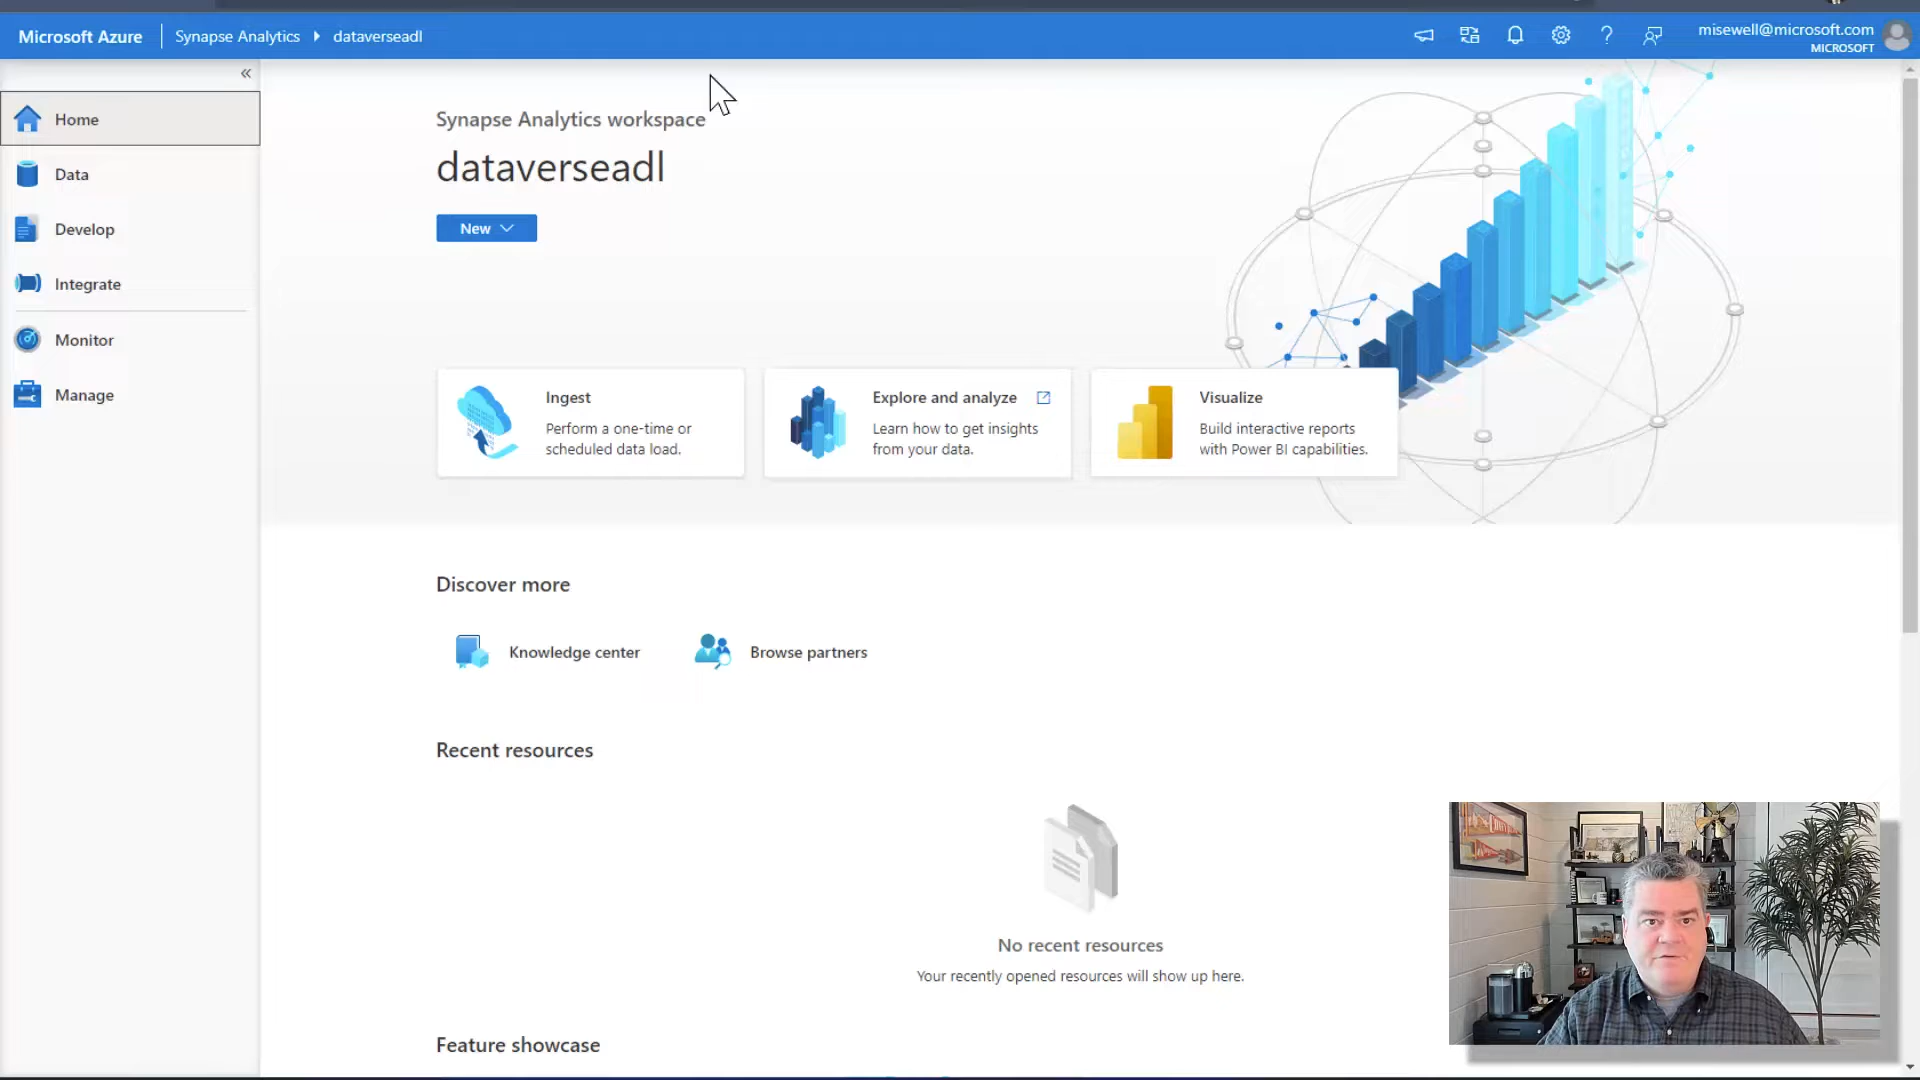 Microsoft Azure
Synapse Analytics
dataverseadl
misewell@microsoft.com
MICROSOFT
Home
Data
Develop
Integrate
Monitor
Manage
Synapse Analytics workspace
dataverseadl
New
Ingest
Perform a one-time or
scheduled data load.
Explore and analyze
Learn how to get insights
from your data.
Visualize
Build interactive reports
with Power BI capabilities.
Discover more
Knowledge center
Browse partners
Recent resources
No recent resources
Your recently opened resources will show up here.
Feature showcase